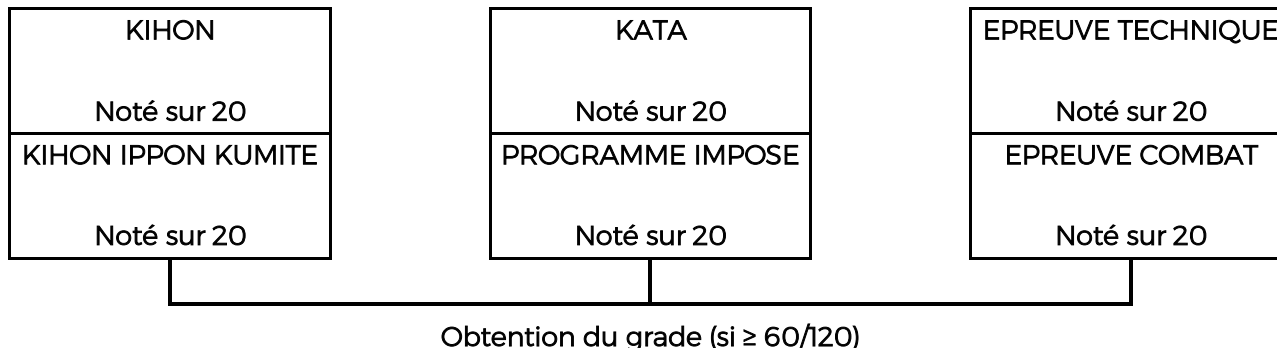 KIHON
Noté sur 20
KIHON IPPON KUMITE
Noté sur 20
KATA
Noté sur 20
PROGRAMME IMPOSE
Noté sur 20
EPREUVE TECHNIQUE
Noté sur 20
EPREUVE COMBAT
Noté sur 20
Obtention du grade (si ≥ 60/120)